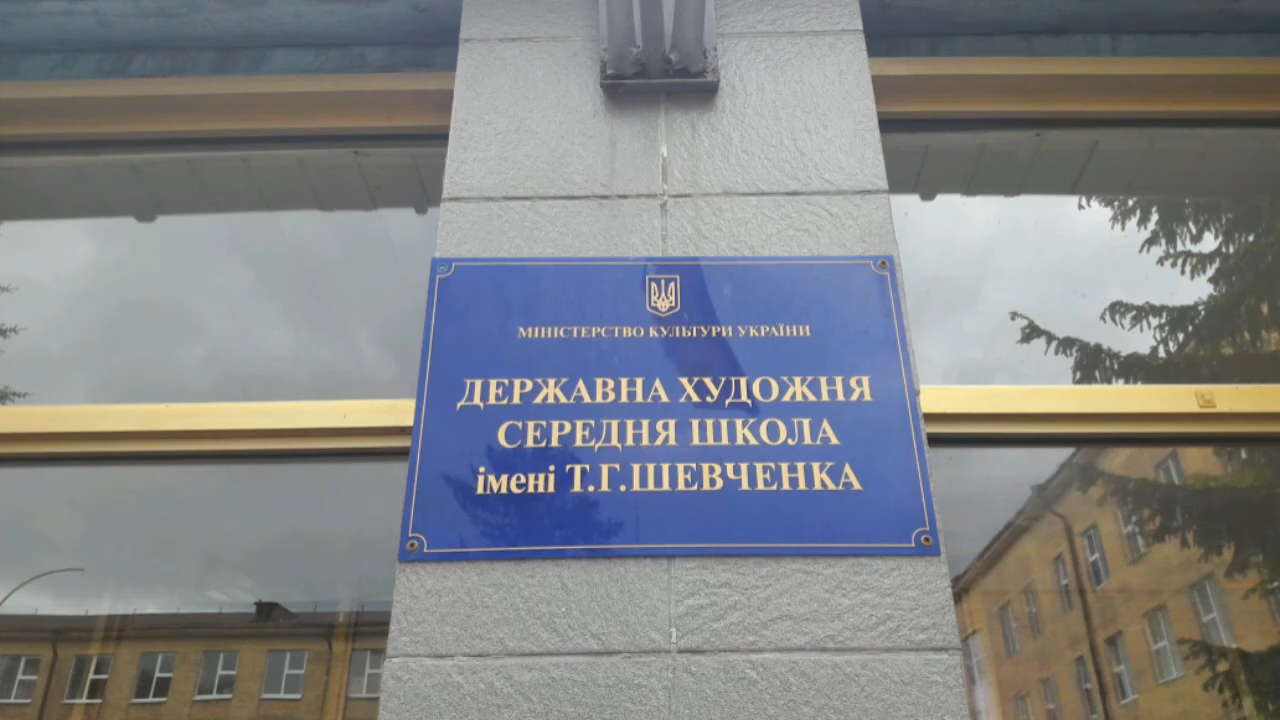 МІНІСТЕРСТВО КУЛЬТУРИ УКРАЇНИ
ДЕРЖАВНА ХУДОЖНЯ
СЕРЕДНЯ ШКОЛА
імені Т.Г.ШЕВЧЕНКА